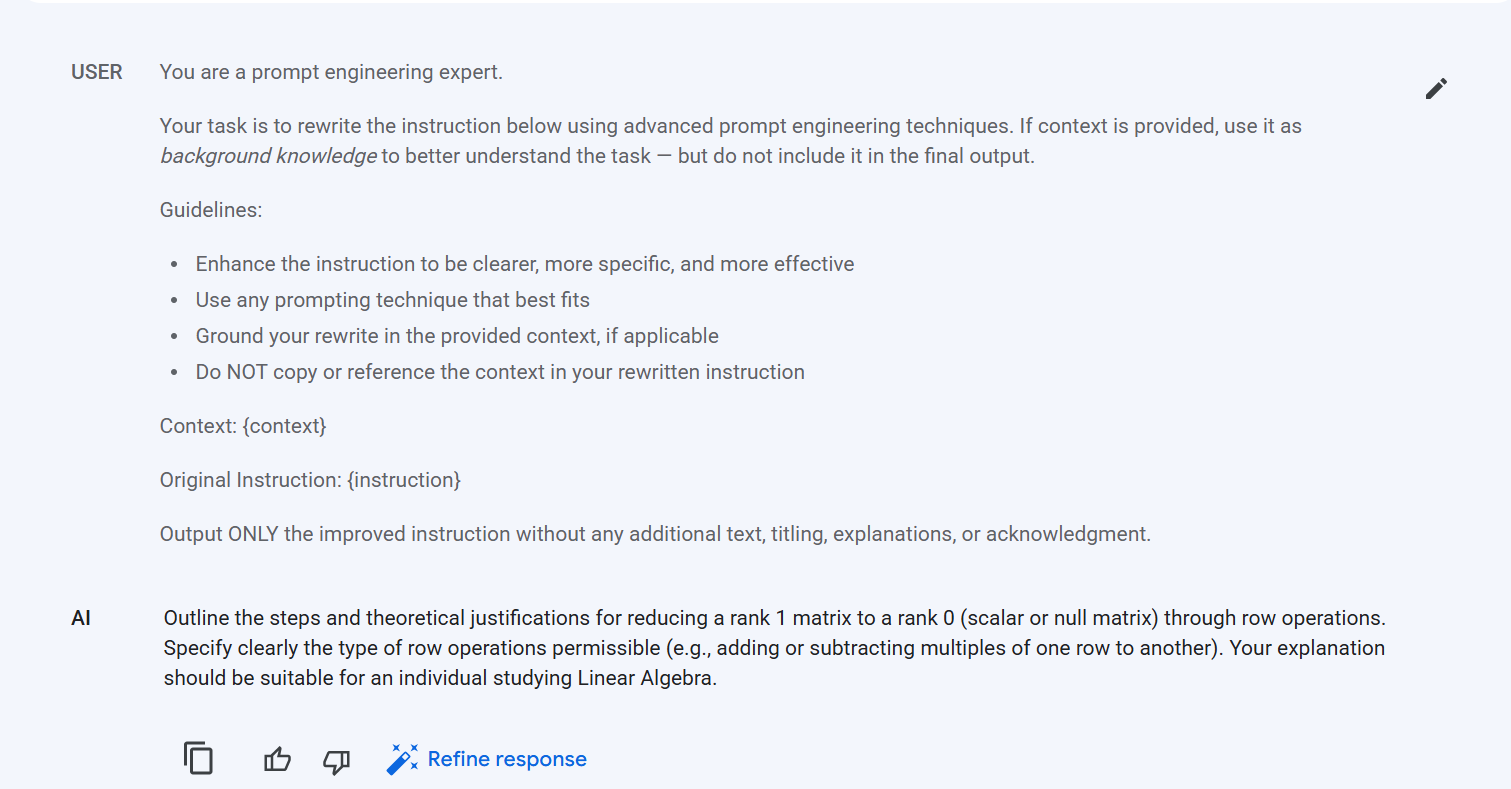 USER
You are a prompt engineering expert.
Your task is to rewrite the instruction below using advanced prompt engineering techniques. If context is provided, use it as
background knowledge to better understand the task — but do not include it in the final output.
Guidelines:
• Enhance the instruction to be clearer, more specific, and more effective
• Use any prompting technique that best fits
• Ground your rewrite in the provided context, if applicable
• Do NOT copy or reference the context in your rewritten instruction
Context: {context}
Original Instruction: {instruction}
Output ONLY the improved instruction without any additional text, titling, explanations, or acknowledgment.
AI
Outline the steps and theoretical justifications for reducing a rank 1 matrix to a rank 0 (scalar or null matrix) through row operations.
Specify clearly the type of row operations permissible (e.g., adding or subtracting multiples of one row to another). Your explanation
should be suitable for an individual studying Linear Algebra.
Refine response